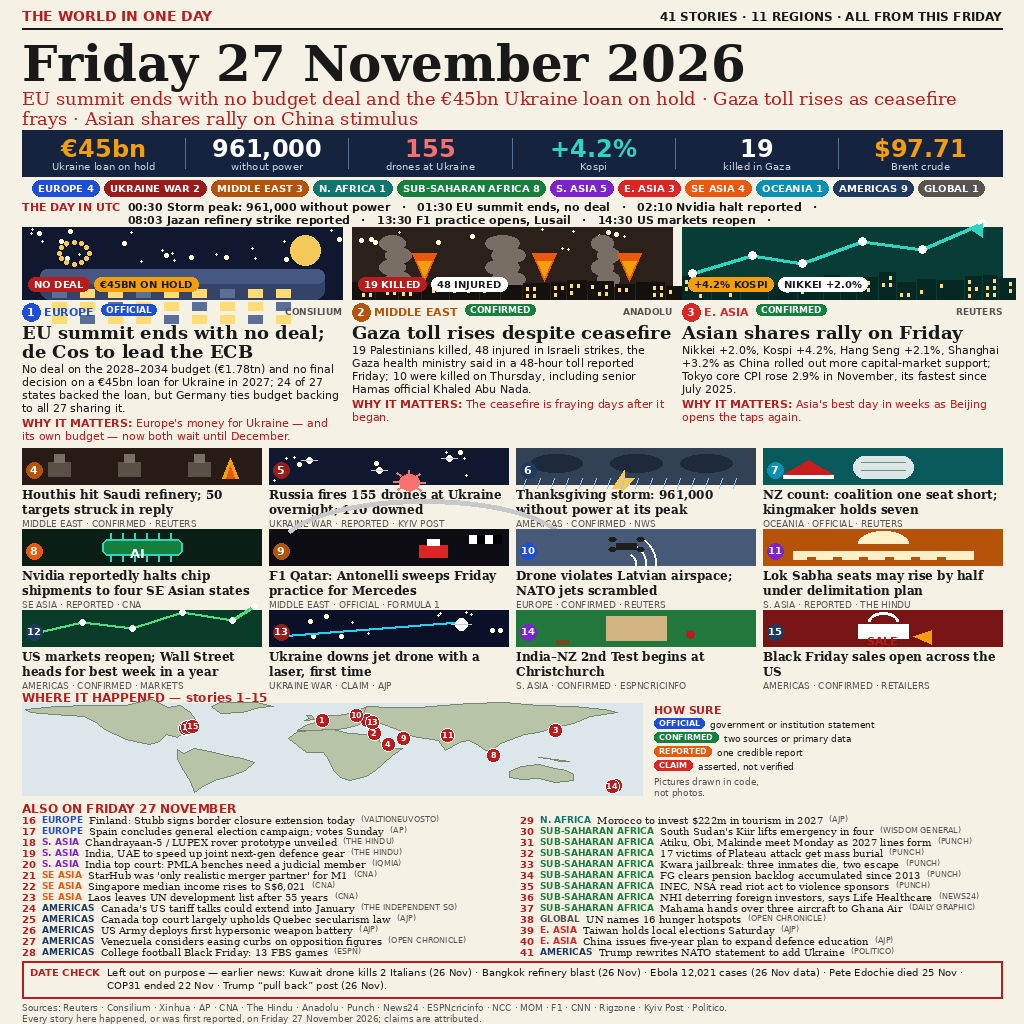 THE WORLD IN ONE DAY
41 STORIES · 11 REGIONS · ALL FROM THIS FRIDAY
Friday 27 November 2026
EU summit ends with no budget deal and the €45bn Ukraine loan on hold · Gaza toll rises as ceasefire
frays · Asian shares rally on China stimulus
€45bn
Ukraine loan on hold
961,000
without power
155
drones at Ukraine
+4.2%
Kospi
19
killed in Gaza
$97.71
Brent crude
EUROPE 4 UKRAINE WAR 2 MIDDLE EAST 3 N. AFRICA 1 SUB-SAHARAN AFRICA 8 S. ASIA 5 E. ASIA 3 SE ASIA 4 OCEANIA 1 AMERICAS 9 GLOBAL 1
THE DAY IN UTC 00:30 Storm peak: 961,000 without power · 01:30 EU summit ends, no deal · 02:10 Nvidia halt reported ·
08:03 Jazan refinery strike reported · 13:30 F1 practice opens, Lusail · 14:30 US markets reopen ·
NO DEAL €45BN ON HOLD
1 EUROPE OFFICIAL CONSILIUM
EU summit ends with no deal;
de Cos to lead the ECB
No deal on the 2028–2034 budget (€1.78tn) and no final
decision on a €45bn loan for Ukraine in 2027; 24 of 27
states backed the loan, but Germany ties budget backing
to all 27 sharing it.
WHY IT MATTERS: Europe's money for Ukraine — and
its own budget — now both wait until December.
19 KILLED 48 INJURED
2 MIDDLE EAST CONFIRMED ANADOLU
Gaza toll rises despite ceasefire
19 Palestinians killed, 48 injured in Israeli strikes, the
Gaza health ministry said in a 48-hour toll reported
Friday; 10 were killed on Thursday, including senior
Hamas official Khaled Abu Nada.
WHY IT MATTERS: The ceasefire is fraying days after it
began.
+4.2% KOSPI NIKKEI +2.0%
3 E. ASIA CONFIRMED REUTERS
Asian shares rally on Friday
Nikkei +2.0%, Kospi +4.2%, Hang Seng +2.1%, Shanghai
+3.2% as China rolled out more capital-market support;
Tokyo core CPI rose 2.9% in November, its fastest since
July 2025.
WHY IT MATTERS: Asia's best day in weeks as Beijing
opens the taps again.
4
Houthis hit Saudi refinery; 50
targets struck in reply
MIDDLE EAST · CONFIRMED · REUTERS
5
Russia fires 155 drones at Ukraine
overnight; 140 downed
UKRAINE WAR · REPORTED · KYIV POST
6
Thanksgiving storm: 961,000
without power at its peak
AMERICAS · CONFIRMED · NWS
7
NZ count: coalition one seat short;
kingmaker holds seven
OCEANIA · OFFICIAL · REUTERS
8
AI
Nvidia reportedly halts chip
shipments to four SE Asian states
SE ASIA · REPORTED · CNA
9
F1 Qatar: Antonelli sweeps Friday
practice for Mercedes
MIDDLE EAST · OFFICIAL · FORMULA 1
10
Drone violates Latvian airspace;
NATO jets scrambled
EUROPE · CONFIRMED · REUTERS
11
Lok Sabha seats may rise by half
under delimitation plan
S. ASIA · REPORTED · THE HINDU
12
US markets reopen; Wall Street
heads for best week in a year
AMERICAS · CONFIRMED · MARKETS
13
Ukraine downs jet drone with a
laser, first time
UKRAINE WAR · CLAIM · AJP
14
India–NZ 2nd Test begins at
Christchurch
S. ASIA · CONFIRMED · ESPNCRICINFO
15
SALE
Black Friday sales open across the
US
AMERICAS · CONFIRMED · RETAILERS
WHERE IT HAPPENED — stories 1–15
15
1
10
13
2
4
9
11
8
3
14
HOW SURE
OFFICIAL government or institution statement
CONFIRMED two sources or primary data
REPORTED one credible report
CLAIM asserted, not verified
Pictures drawn in code,
not photos.
ALSO ON FRIDAY 27 NOVEMBER
16 EUROPE Finland: Stubb signs border closure extension today (VALTIONEUVOSTO)
17 EUROPE Spain concludes general election campaign; votes Sunday (AP)
18 S. ASIA Chandrayaan-5 / LUPEX rover prototype unveiled (THE HINDU)
19 S. ASIA India, UAE to speed up joint next-gen defence gear (THE HINDU)
20 S. ASIA India top court: PMLA benches need a judicial member (IQMIA)
21 SE ASIA StarHub was 'only realistic merger partner' for M1 (CNA)
22 SE ASIA Singapore median income rises to S$6,021 (CNA)
23 SE ASIA Laos leaves UN development list after 55 years (CNA)
24 AMERICAS Canada's US tariff talks could extend into January (THE INDEPENDENT SG)
25 AMERICAS Canada top court largely upholds Quebec secularism law (AJP)
26 AMERICAS US Army deploys first hypersonic weapon battery (AJP)
27 AMERICAS Venezuela considers easing curbs on opposition figures (OPEN CHRONICLE)
28 AMERICAS College football Black Friday: 13 FBS games (ESPN)
29 N. AFRICA Morocco to invest $222m in tourism in 2027 (AJP)
30 SUB-SAHARAN AFRICA South Sudan's Kiir lifts emergency in four (WISDOM GENERAL)
31 SUB-SAHARAN AFRICA Atiku, Obi, Makinde meet Monday as 2027 lines form (PUNCH)
32 SUB-SAHARAN AFRICA 17 victims of Plateau attack get mass burial (PUNCH)
33 SUB-SAHARAN AFRICA Kwara jailbreak: three inmates die, two escape (PUNCH)
34 SUB-SAHARAN AFRICA FG clears pension backlog accumulated since 2013 (PUNCH)
35 SUB-SAHARAN AFRICA INEC, NSA read riot act to violence sponsors (PUNCH)
36 SUB-SAHARAN AFRICA NHI deterring foreign investors, says Life Healthcare (NEWS24)
37 SUB-SAHARAN AFRICA Mahama hands over three aircraft to Ghana Air (DAILY GRAPHIC)
38 GLOBAL UN names 16 hunger hotspots (OPEN CHRONICLE)
39 E. ASIA Taiwan holds local elections Saturday (AJP)
40 E. ASIA China issues five-year plan to expand defence education (AJP)
41 AMERICAS Trump rewrites NATO statement to add Ukraine (POLITICO)
DATE CHECK Left out on purpose — earlier news: Kuwait drone kills 2 Italians (26 Nov) · Bangkok refinery blast (26 Nov) · Ebola 12,021 cases (26 Nov data) · Pete Edochie died 25 Nov ·
COP31 ended 22 Nov · Trump “pull back” post (26 Nov).
Sources: Reuters · Consilium · Xinhua · AP · CNA · The Hindu · Anadolu · Punch · News24 · ESPNcricinfo · NCC · MOM · F1 · CNN · Rigzone · Kyiv Post · Politico.
Every story here happened, or was first reported, on Friday 27 November 2026; claims are attributed.